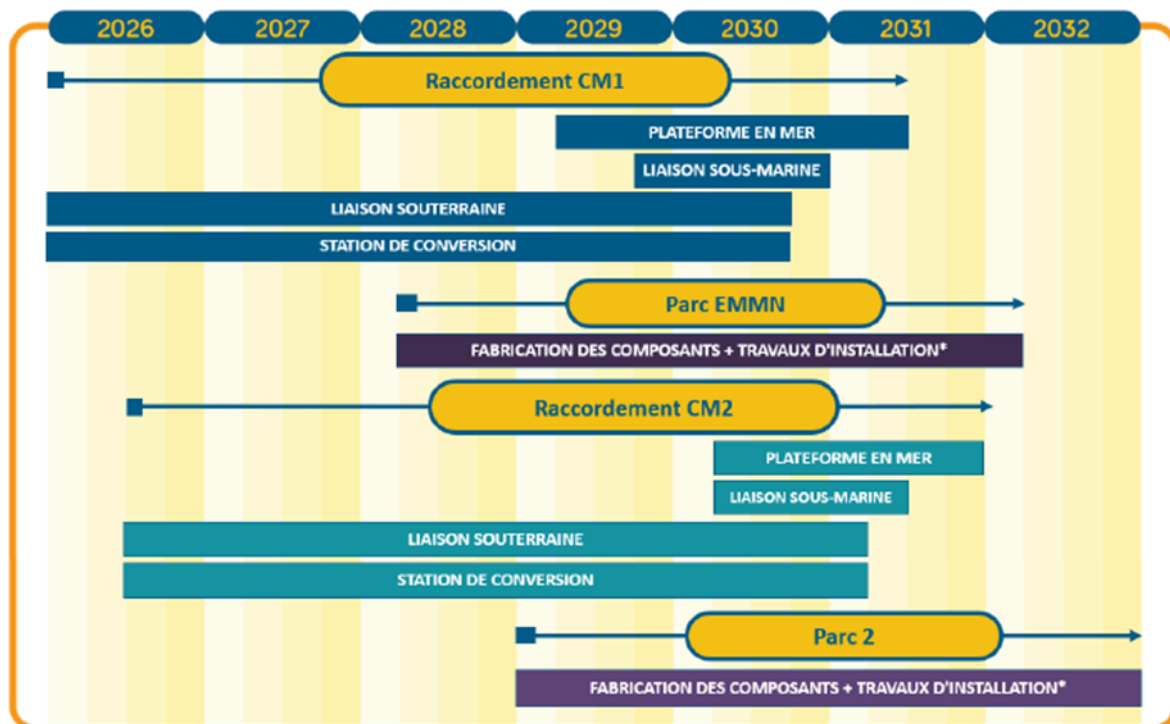 2026 2027 2028 2029 2030 2031 2032
Raccordement CM1
PLATEFORME EN MER
LIAISON SOUS-MARINE
LIAISON SOUTERRAINE
STATION DE CONVERSION
Parc EMMN
FABRICATION DES COMPOSANTS + TRAVAUX D'INSTALLATION*
Raccordement CM2
PLATEFORME EN MER
LIAISON SOUS-MARINE
LIAISON SOUTERRAINE
STATION DE CONVERSION
Parc 2
FABRICATION DES COMPOSANTS + TRAVAUX D'INSTALLATION*